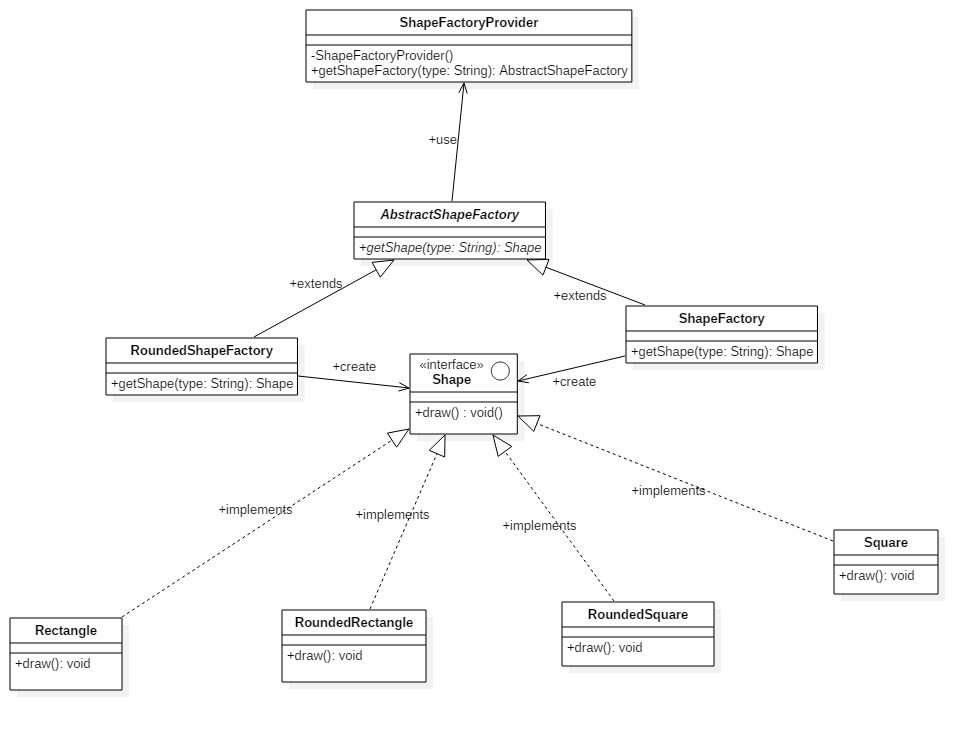 ShapeFactoryProvider
-ShapeFactoryProvider()
+getShapeFactory(type: String): AbstractShapeFactory
+use
AbstractShapeFactory
+getShape(type: String): Shape
+extends
+extends
ShapeFactory
+getShape(type: String): Shape
RoundedShapeFactory
+getShape(type: String): Shape
+create
«interface»
Shape
+draw() : void()
+create
+implements
+implements
+implements
+implements
Square
+draw(): void
Rectangle
+draw(): void
RoundedRectangle
+draw(): void
RoundedSquare
+draw(): void